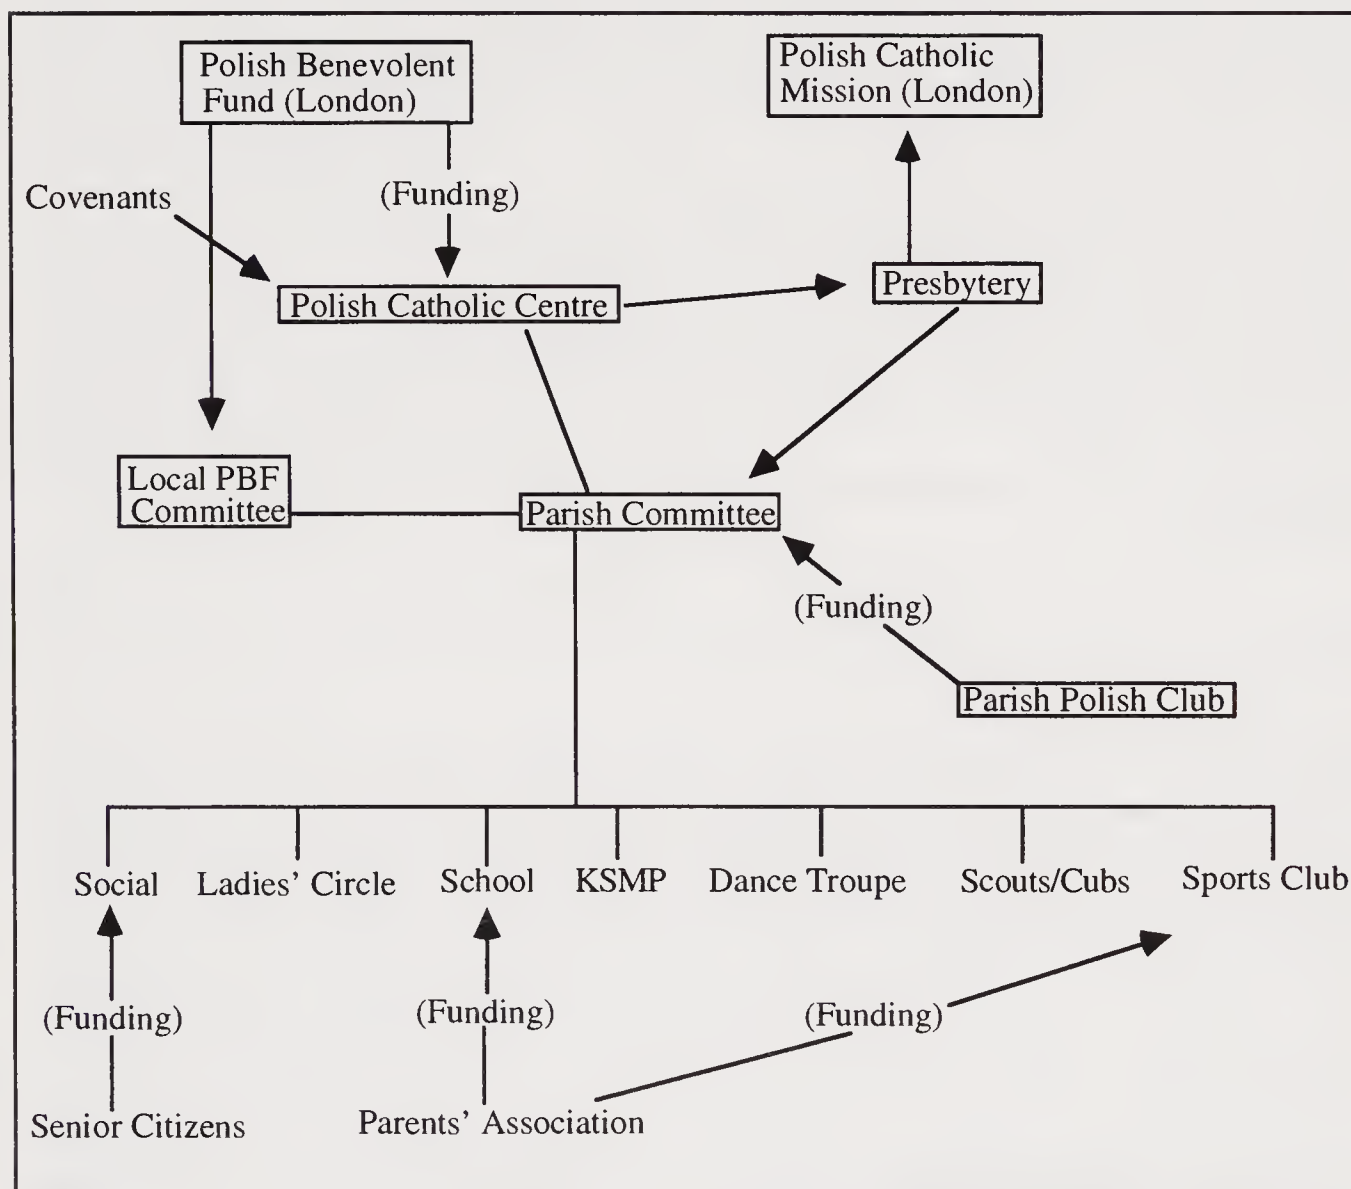 Polish Benevolent
Fund (London)
Polish Catholic
Mission (London)
Covenants
(Funding)
Polish Catholic Centre
Presbytery
Local PBF
Committee
Parish Committee
(Funding)
Parish Polish Club
Social
Ladies’ Circle
School
KSMP
Dance Troupe
Scouts/Cubs
Sports Club
(Funding)
(Funding)
(Funding)
Senior Citizens
Parents’ Association